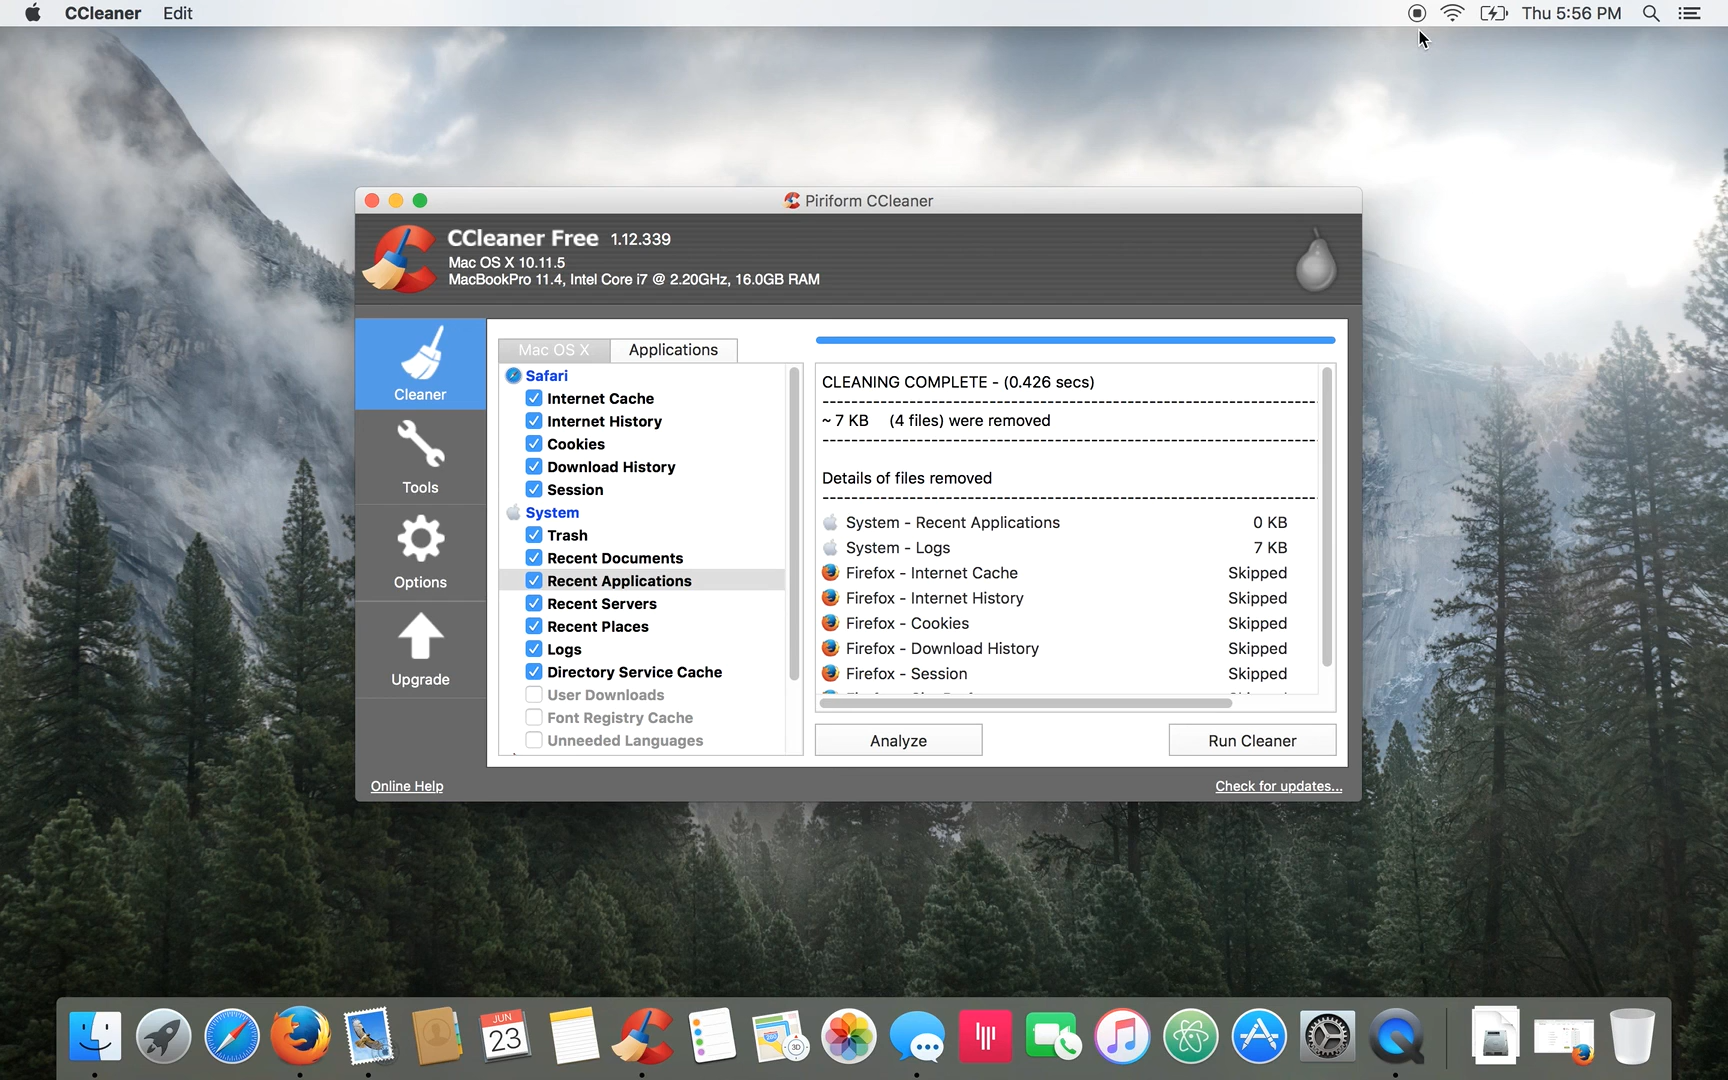 CCleaner Edit
Thu 5:56 PM
Piriform CCleaner
CCleaner Free 1.12.339
Mac OS X 10.11.5
MacBookPro 11.4, Intel Core i7 @ 2.20GHz, 16.0GB RAM
Cleaner
Tools
Options
Upgrade
Mac OS X
Applications
Safari
Internet Cache
Internet History
Cookies
Download History
Session
System
Trash
Recent Documents
Recent Applications
Recent Servers
Recent Places
Logs
Directory Service Cache
User Downloads
Font Registry Cache
Unneeded Languages
CLEANING COMPLETE - (0.426 secs)
~ 7 KB (4 files) were removed
Details of files removed
System - Recent Applications 0 KB
System - Logs 7 KB
Firefox - Internet Cache Skipped
Firefox - Internet History Skipped
Firefox - Cookies Skipped
Firefox - Download History Skipped
Firefox - Session Skipped
Analyze
Run Cleaner
Online Help
Check for updates...
JUN
23
3D